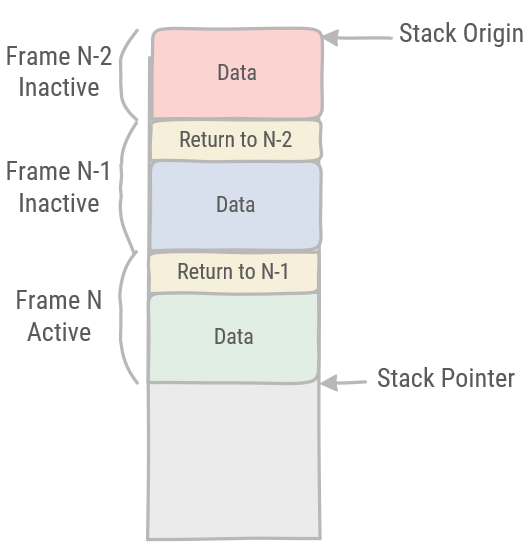 Stack Origin
Frame N-2
Inactive
Data
Return to N-2
Frame N-1
Inactive
Data
Return to N-1
Frame N
Active
Data
Stack Pointer